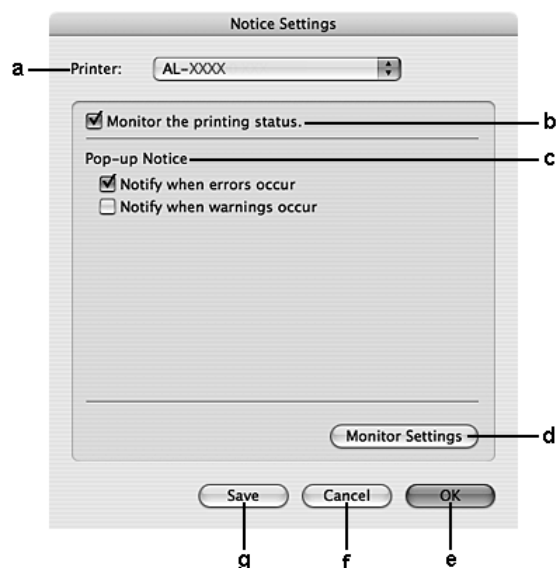 Notice Settings
a Printer: AL-XXXX
Monitor the printing status. b
Pop-up Notice c
Notify when errors occur
Notify when warnings occur
Monitor Settings d
Save Cancel OK
g f e